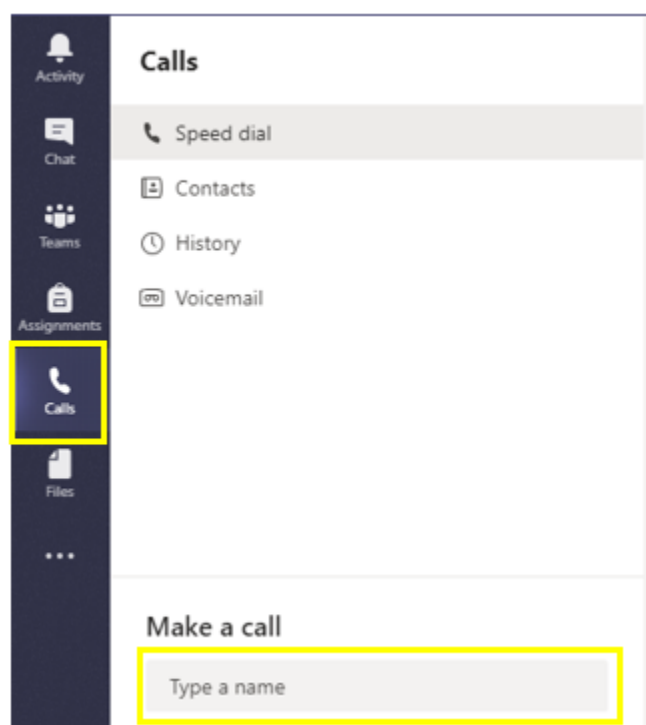 Activity
Chat
Teams
Assignments
Calls
Files
Calls
Speed dial
Contacts
History
Voicemail
Make a call
Type a name